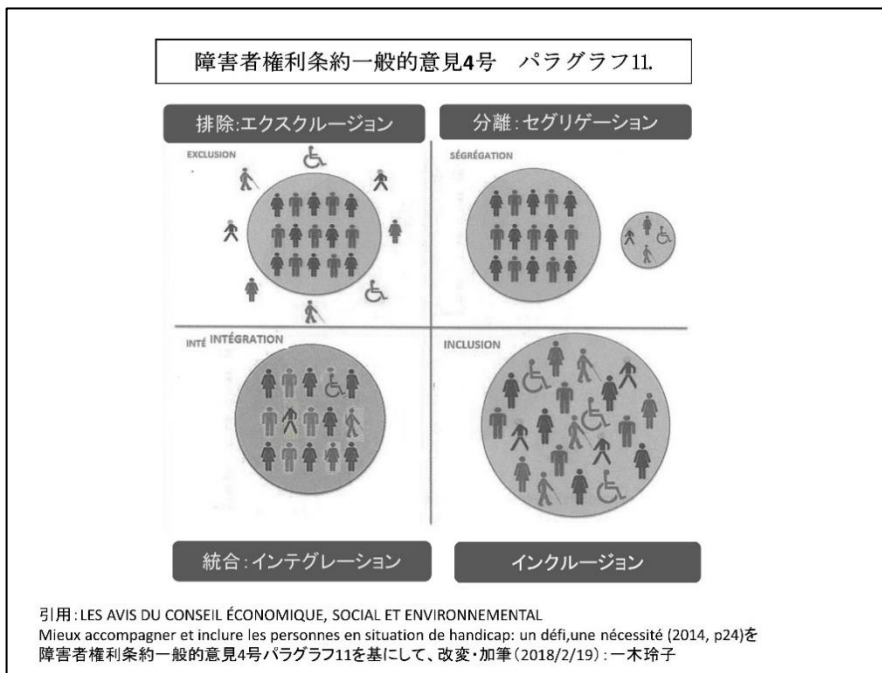 障害者権利条約一般的意見4号　パラグラフ11.
排除:エクスクルージョン
分離：セグリゲーション
EXCLUSION
SÉGRÉGATION
INTÉ INTÉGRATION
INCLUSION
統合：インテグレーション
インクルージョン
引用：LES AVIS DU CONSEIL ÉCONOMIQUE, SOCIAL ET ENVIRONNEMENTAL
Mieux accompagner et inclure les personnes en situation de handicap: un défi,une nécessité (2014, p24)を
障害者権利条約一般的意見4号パラグラフ11を基にして、改変・加筆(2018/2/19)：一木玲子